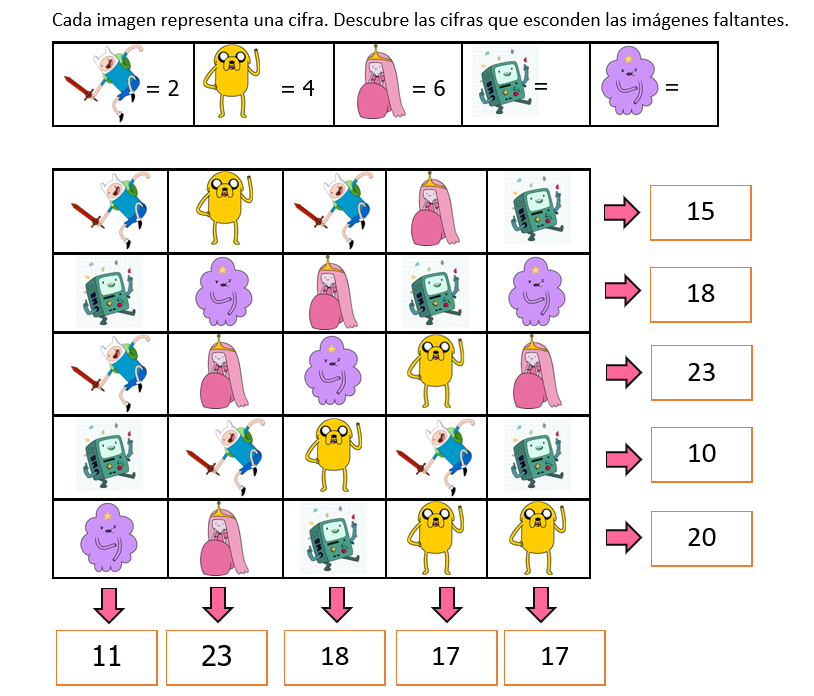 Cada imagen representa una cifra. Descubre las cifras que esconden las imágenes faltantes.
= 2 = 4 = 6 = =
15
18
23
10
20
11 23 18 17 17